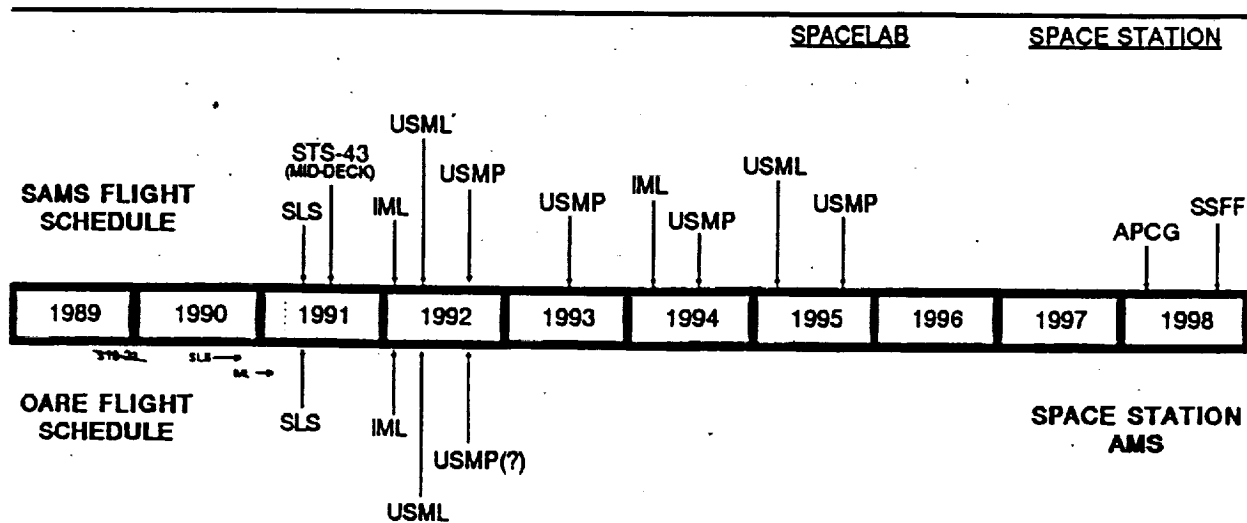 SPACELAB SPACE STATION
USML
STS-43
(MID-DECK)
USMP
SAMS FLIGHT
SCHEDULE
SLS
IML
USMP
IML
USMP
USML
USMP
APCG
SSFF
1989 1990 1991 1992 1993 1994 1995 1996 1997 1998
SLS
IML
OARE FLIGHT
SCHEDULE
SLS
IML
USMP(?)
USML
SPACE STATION
AMS